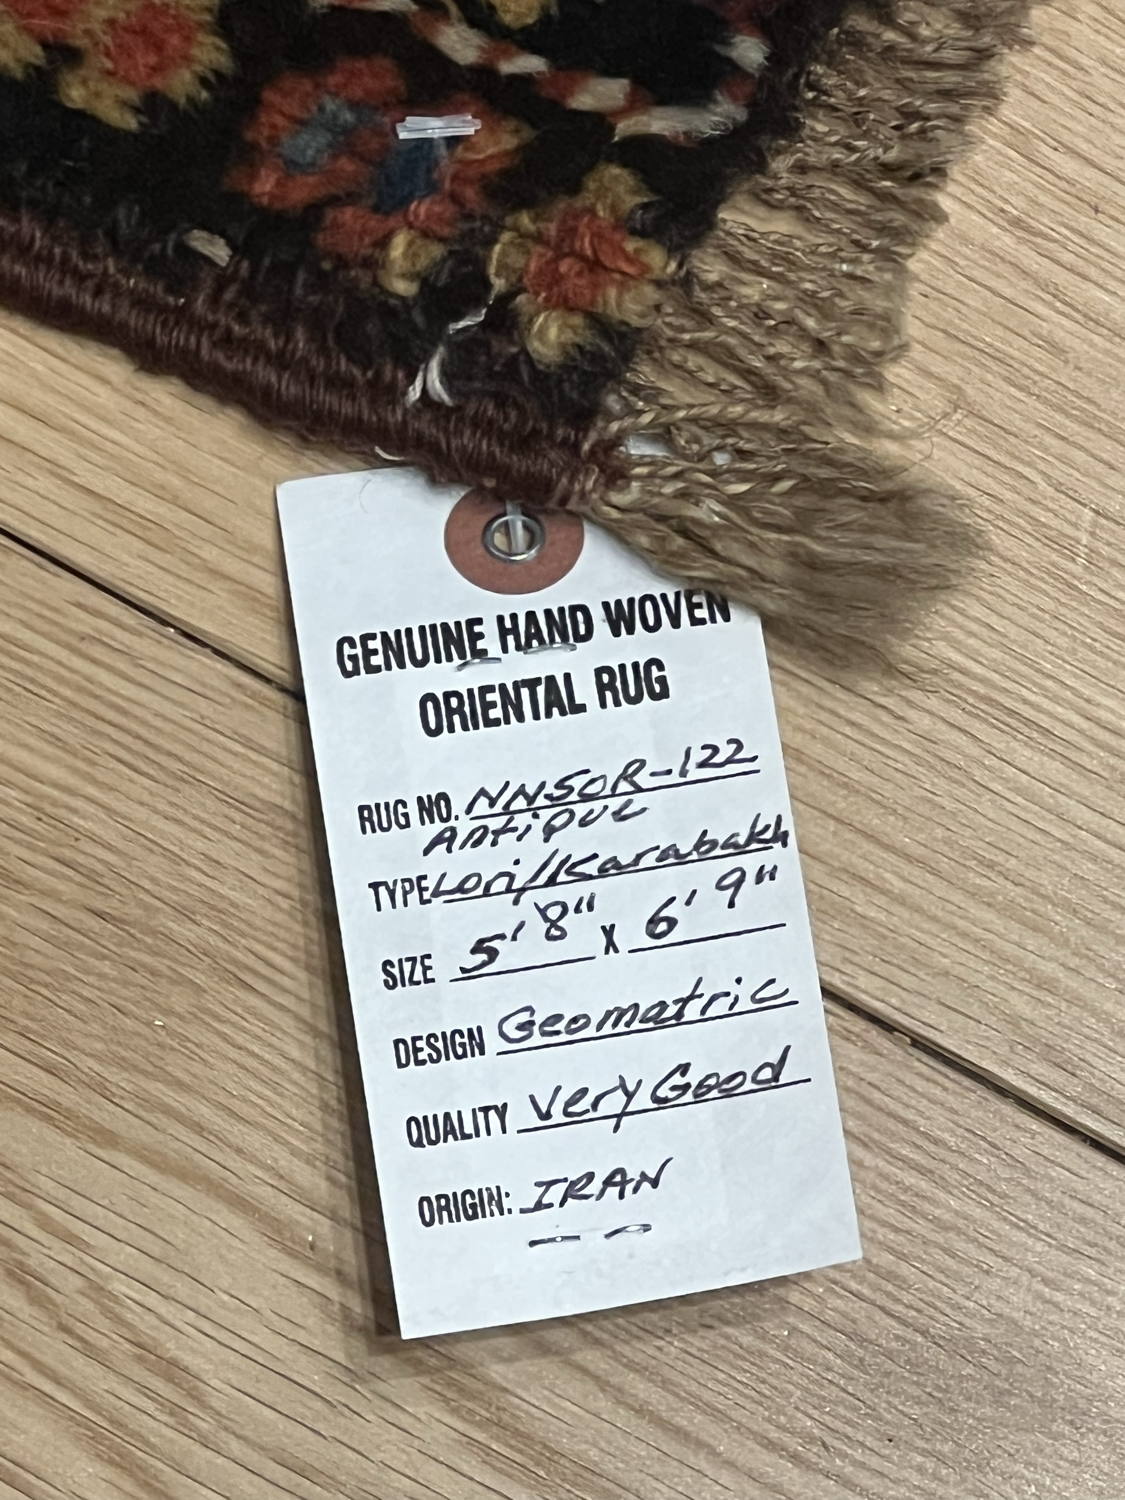 GENUINE HAND WOVEN
ORIENTAL RUG
RUG NO. NNSOR-122
Antique
TYPE Lori/Karabakh
SIZE 5' 8" X 6' 9"
DESIGN Geomatric
QUALITY Very Good
ORIGIN: IRAN